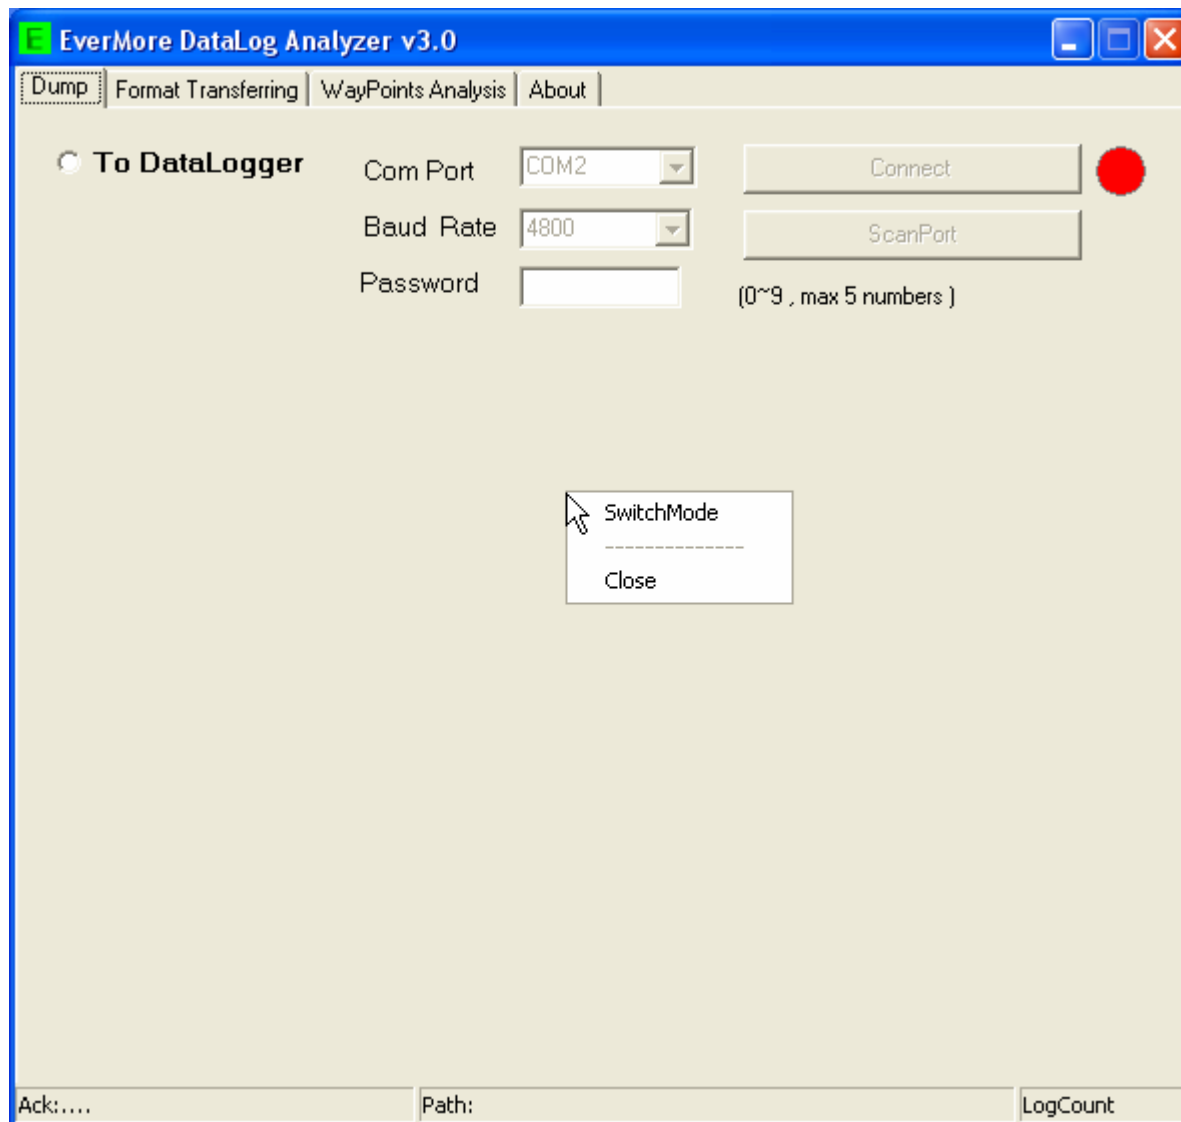 E EverMore DataLog Analyzer v3.0
Dump Format Transferring WayPoints Analysis About
To DataLogger Com Port COM2 Connect
Baud Rate 4800 ScanPort
Password (0~9 , max 5 numbers )
SwitchMode
--------------
Close
Ack:.... Path: LogCount